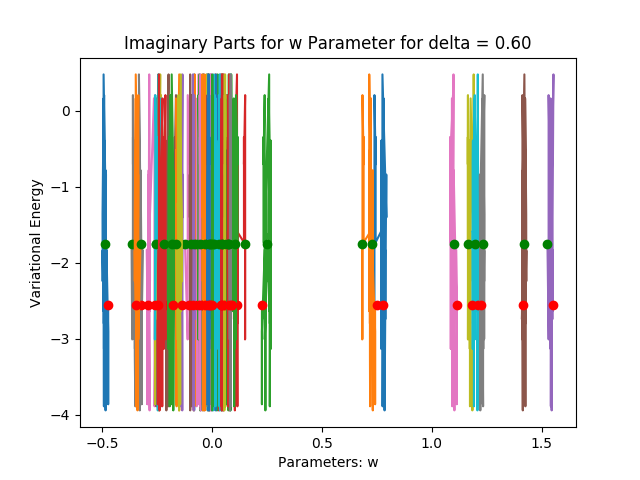 Imaginary Parts for w Parameter for delta = 0.60
Variational Energy
0
−1
−2
−3
−4
−0.5 0.0 0.5 1.0 1.5
Parameters: w